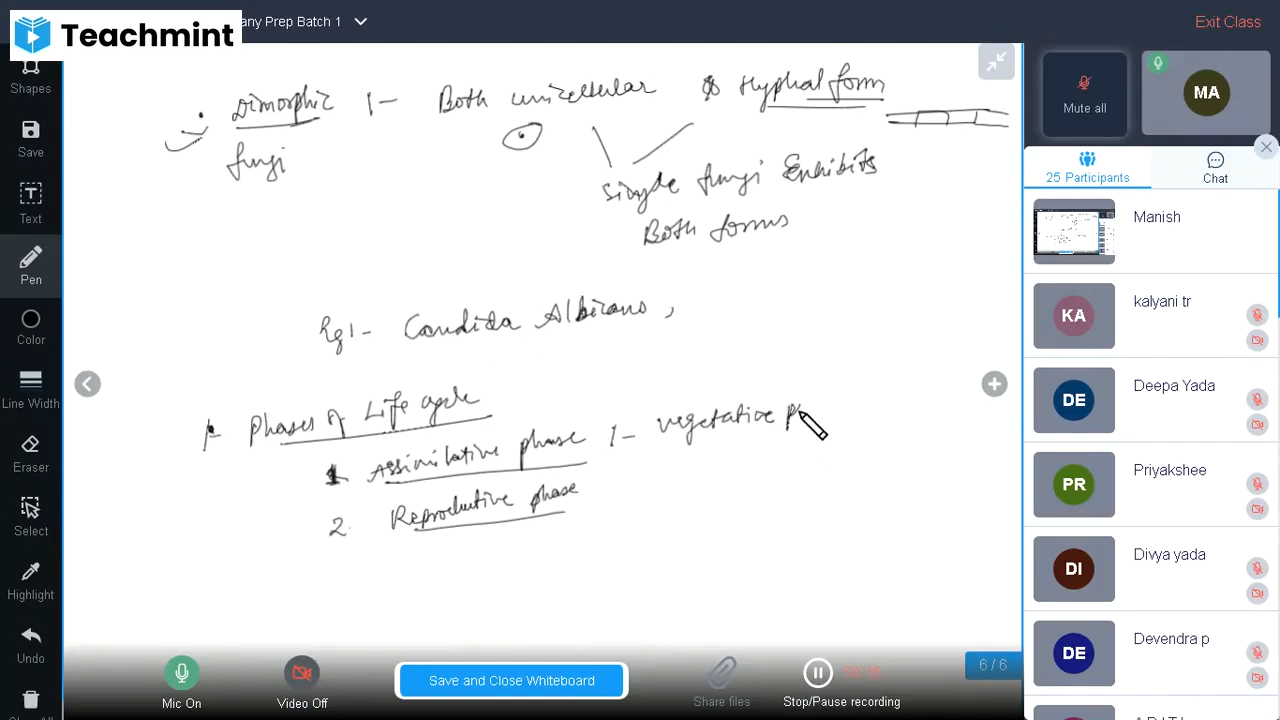 Teachmint
any Prep Batch 1
Exit Class
Shapes
Save
Text
Pen
Color
Line Width
Eraser
Select
Highlight
Undo
Dimorphic :- Both unicellular & Hyphal form
fungi
Single fungi Exhibits
Both forms
Eg:- Candida Albicans ,
Phases of Life cycle
1. Assimilative phase :- vegetative p
2. Reproductive phase
Mute all
MA
25 Participants
Chat
Manish
KA
kalyani tr
DE
Deepa Yada
PR
Priyakshee
DI
Divya yada
DE
Devendra p
6 / 6
Mic On
Video Off
Save and Close Whiteboard
Share files
Stop/Pause recording